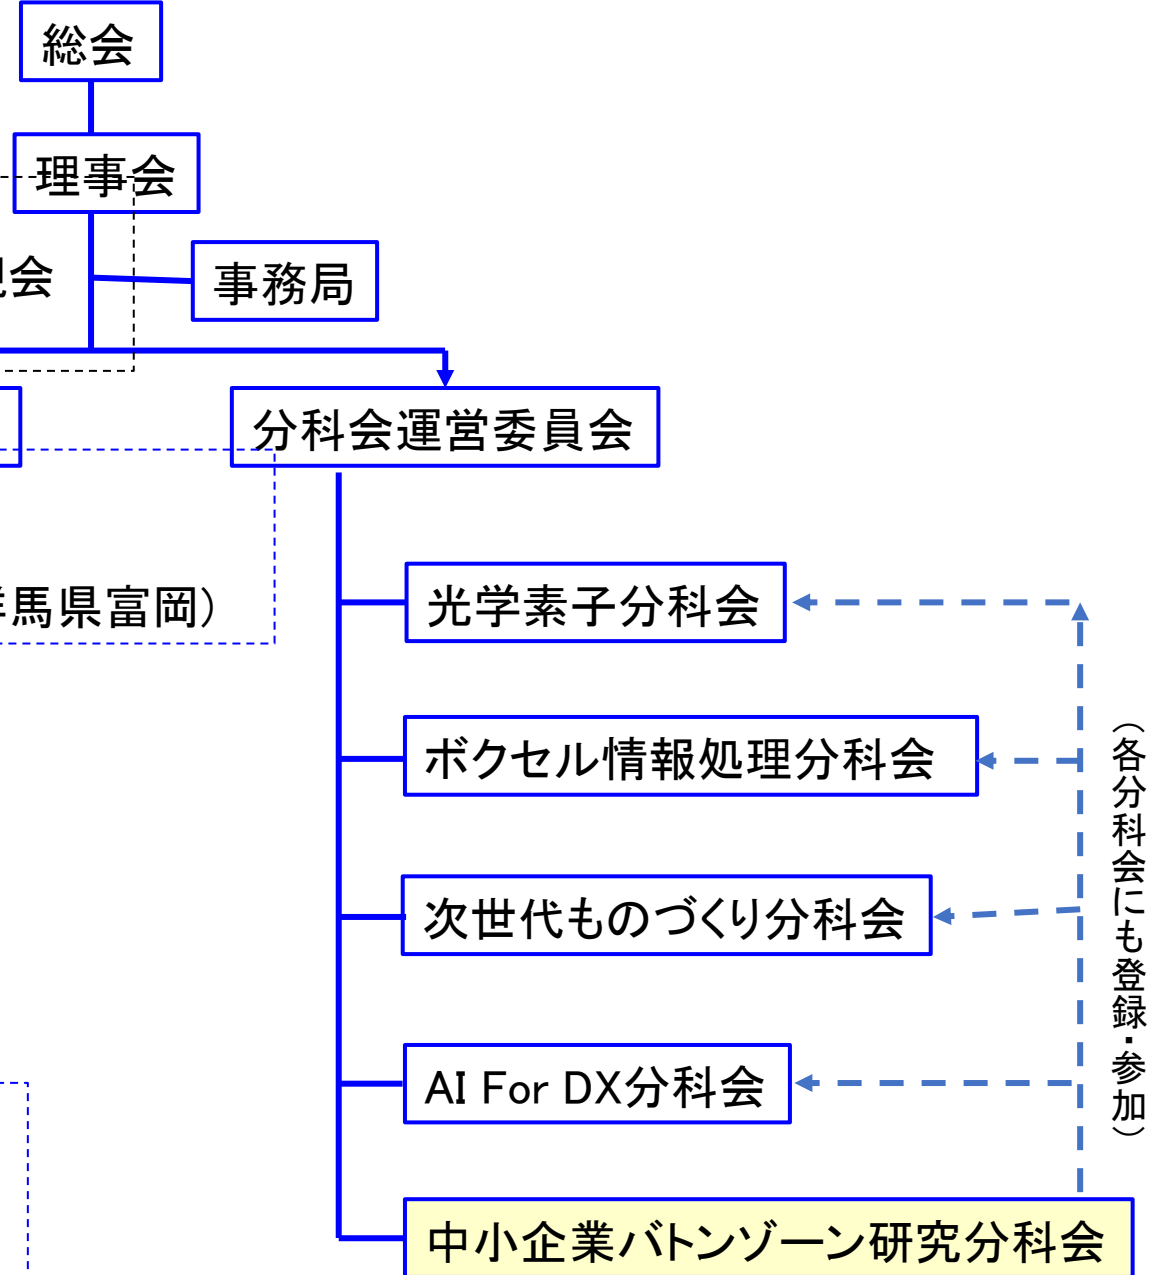 総会
理事会
会
事務局
分科会運営委員会
馬県富岡）
光学素子分科会
ボクセル情報処理分科会
次世代ものづくり分科会
AI For DX分科会
中小企業バトンゾーン研究分科会
（各分科会にも登録・参加）